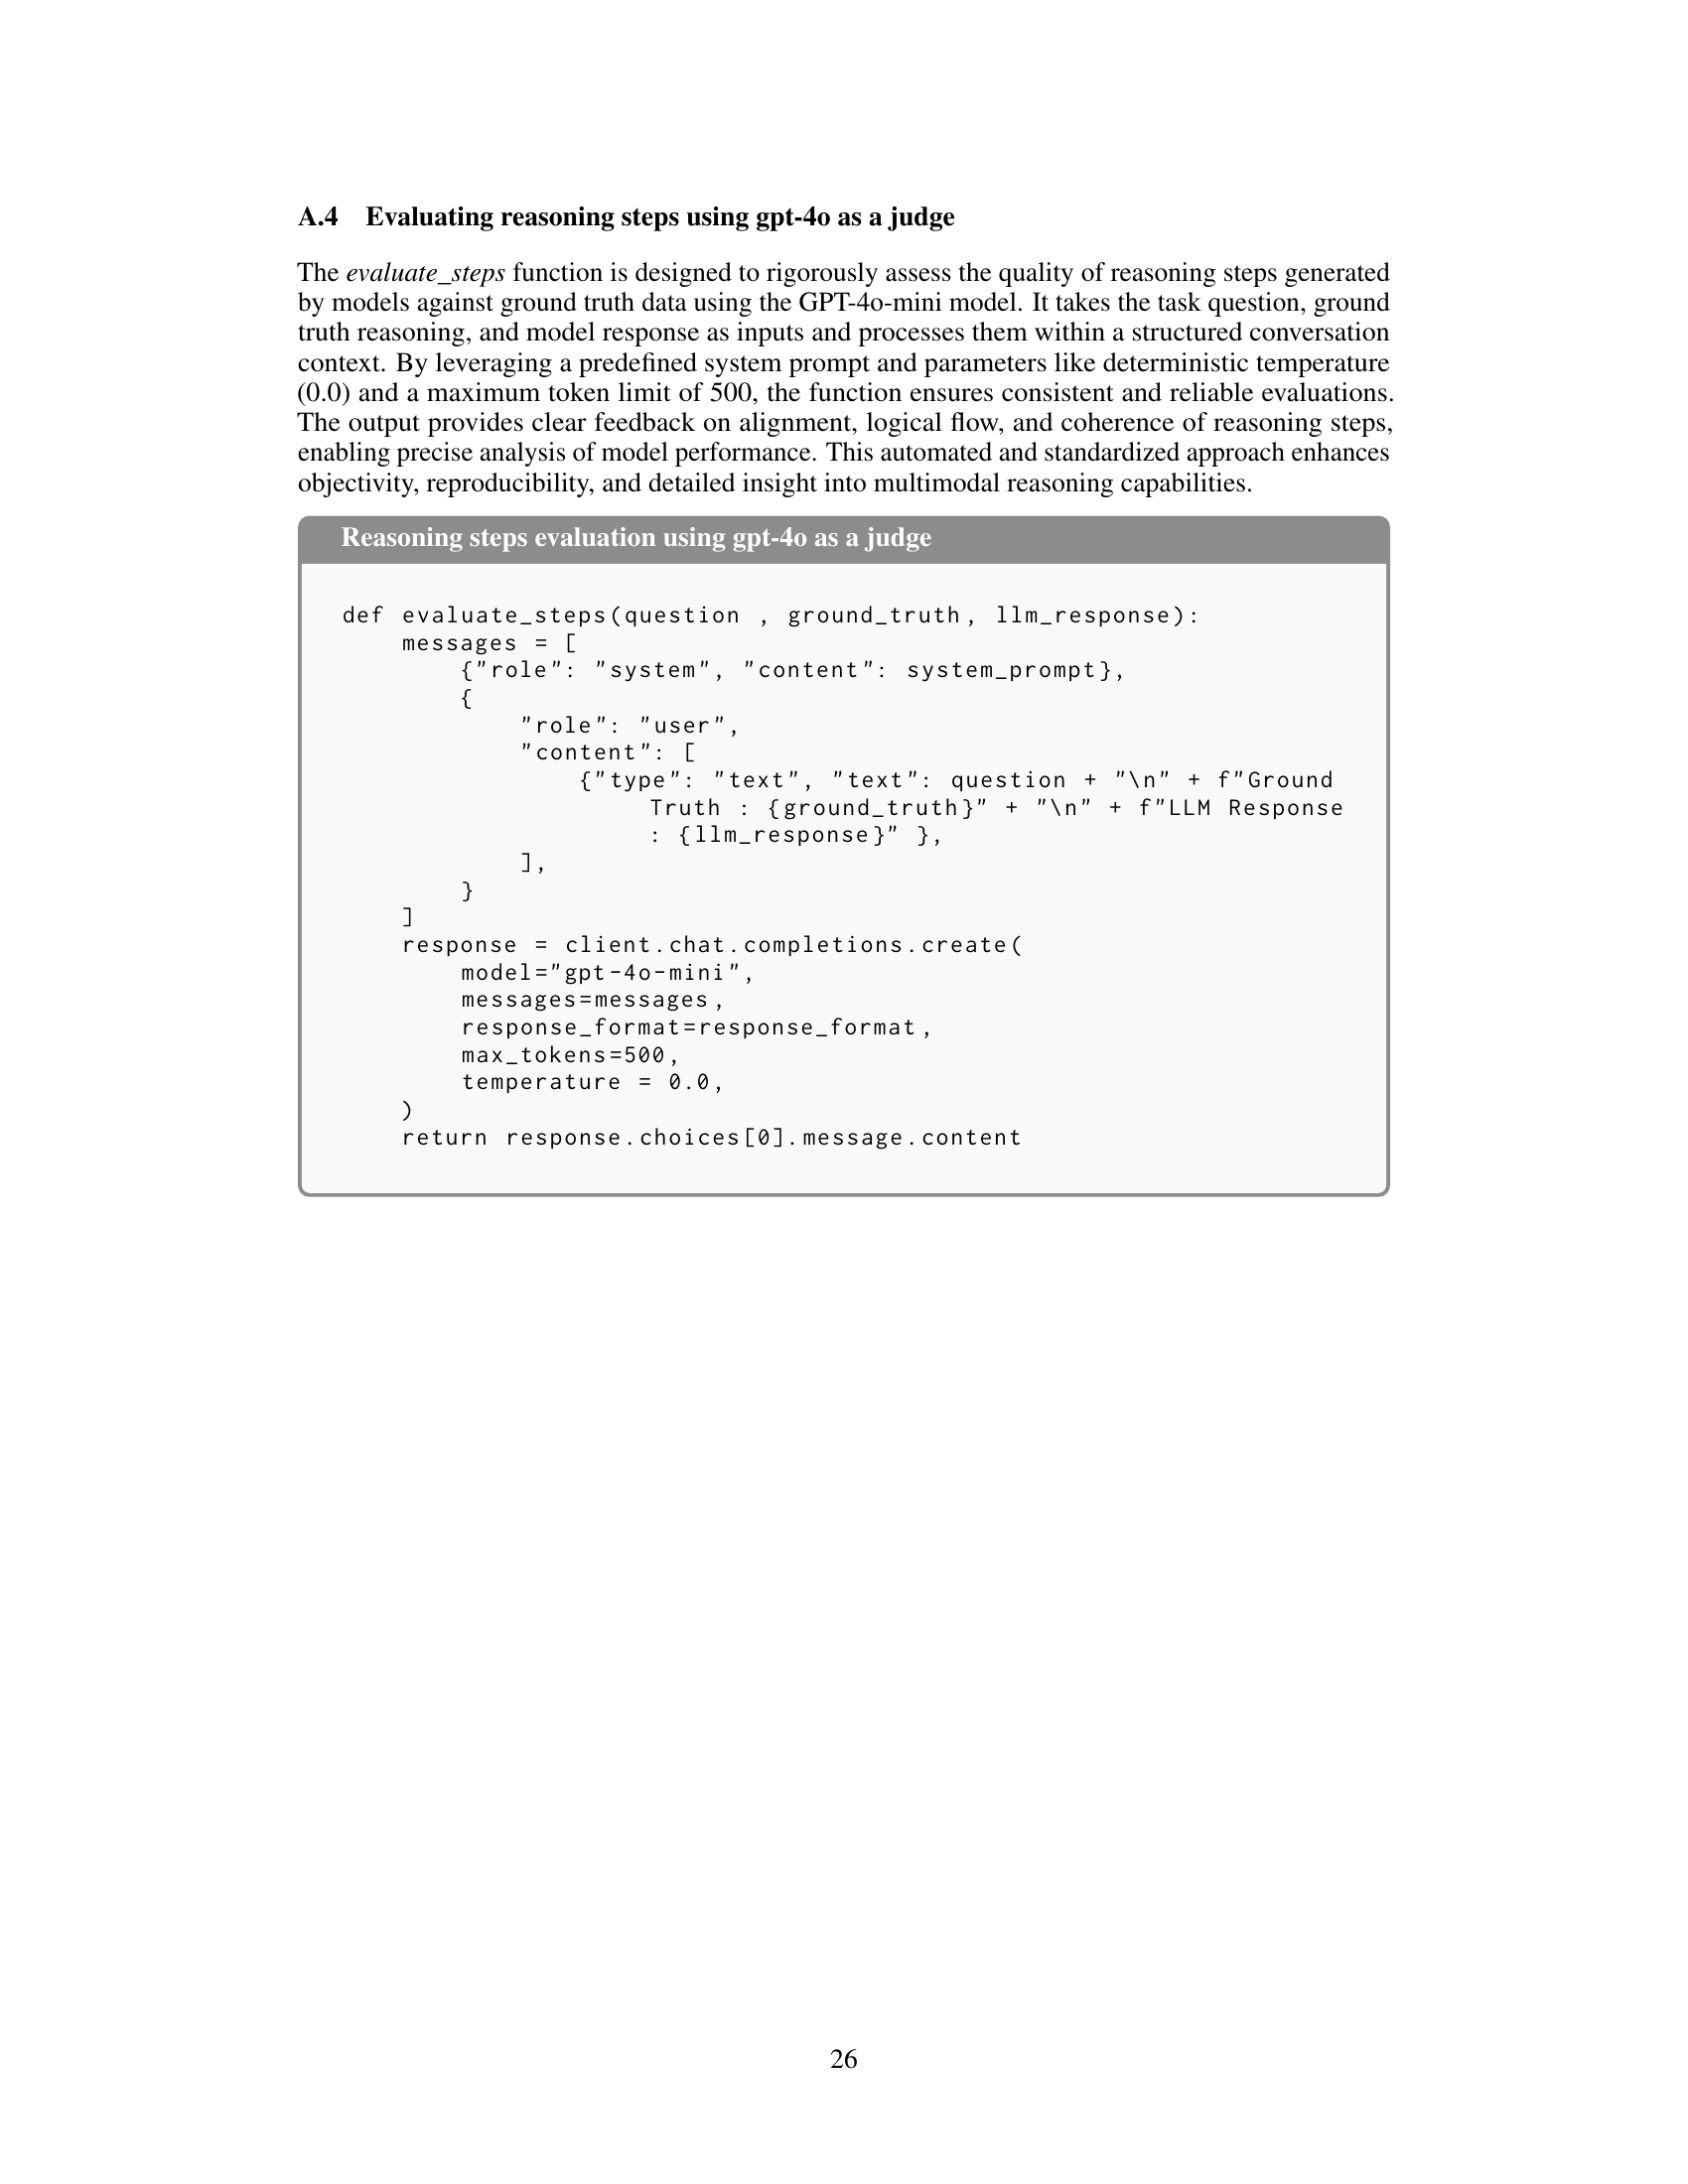 A.4 Evaluating reasoning steps using gpt-4o as a judge
The evaluate_steps function is designed to rigorously assess the quality of reasoning steps generated
by models against ground truth data using the GPT-4o-mini model. It takes the task question, ground
truth reasoning, and model response as inputs and processes them within a structured conversation
context. By leveraging a predefined system prompt and parameters like deterministic temperature
(0.0) and a maximum token limit of 500, the function ensures consistent and reliable evaluations.
The output provides clear feedback on alignment, logical flow, and coherence of reasoning steps,
enabling precise analysis of model performance. This automated and standardized approach enhances
objectivity, reproducibility, and detailed insight into multimodal reasoning capabilities.
Reasoning steps evaluation using gpt-4o as a judge
def evaluate_steps(question , ground_truth, llm_response):
    messages = [
        {"role": "system", "content": system_prompt},
        {
            "role": "user",
            "content": [
                {"type": "text", "text": question + "\n" + f"Ground
                    Truth : {ground_truth}" + "\n" + f"LLM Response
                    : {llm_response}" },
            ],
        }
    ]
    response = client.chat.completions.create(
        model="gpt-4o-mini",
        messages=messages,
        response_format=response_format,
        max_tokens=500,
        temperature = 0.0,
    )
    return response.choices[0].message.content
26